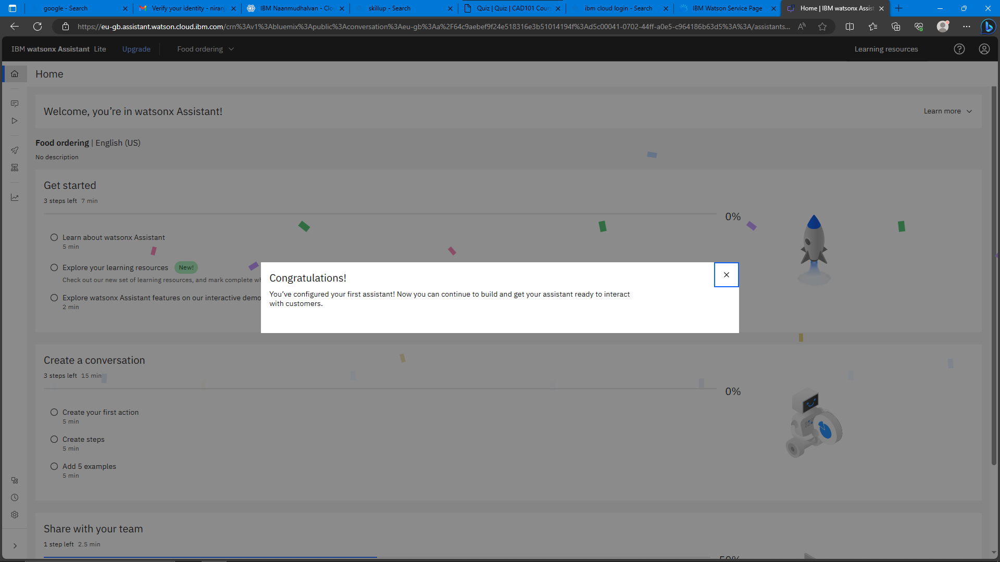 google - Search
Verify your identity - niranj
IBM Naanmudhalvan - Clo
skillup - Search
Quiz | Quiz | CAD101 Cour
ibm cloud login - Search
IBM Watson Service Page
Home | IBM watsonx Assist
https://eu-gb.assistant.watson.cloud.ibm.com/crn%3Av1%3Abluemix%3Apublic%3Aconversation%3Aeu-gb%3Aa%2F64c9aebef9f24e518316e3b51014194f%3Ad5c00041-0702-44ff-a0e5-c964186b63d5%3A%3A/assistants...
IBM watsonx Assistant Lite
Upgrade
Food ordering
Learning resources
Home
Welcome, you’re in watsonx Assistant!
Learn more
Food ordering | English (US)
No description
Get started
3 steps left 7 min
0%
Learn about watsonx Assistant
5 min
Explore your learning resources New!
Check out our new set of learning resources, and mark complete wh
Explore watsonx Assistant features on our interactive demo
2 min
Congratulations!
You’ve configured your first assistant! Now you can continue to build and get your assistant ready to interact
with customers.
Create a conversation
3 steps left 15 min
0%
Create your first action
5 min
Create steps
5 min
Add 5 examples
5 min
Share with your team
1 step left 2.5 min
50%